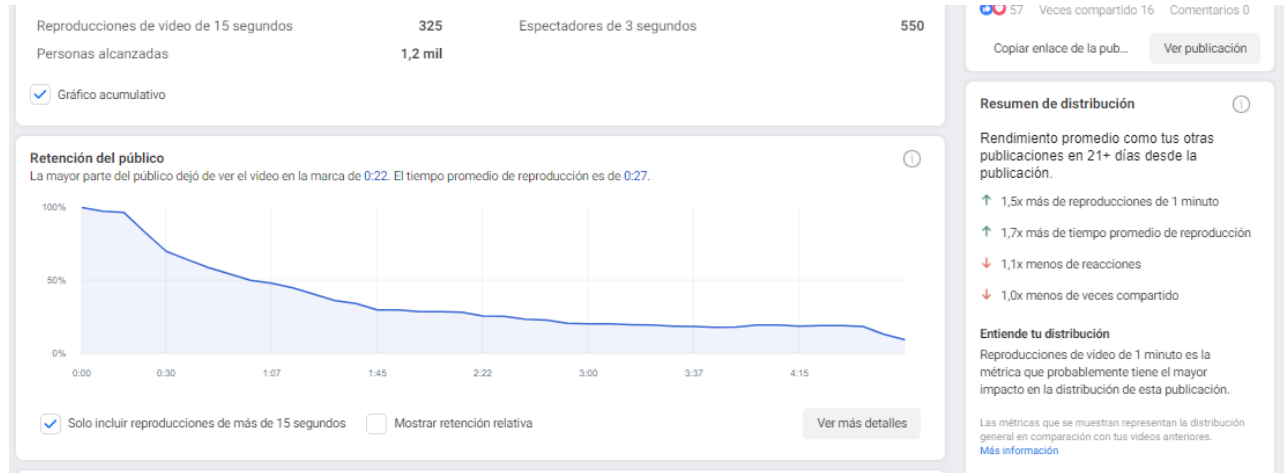 Reproducciones de video de 15 segundos 325 Espectadores de 3 segundos 550
Personas alcanzadas 1,2 mil
Gráfico acumulativo
Retención del público
La mayor parte del público dejó de ver el video en la marca de 0:22. El tiempo promedio de reproducción es de 0:27.
100%
50%
0%
0:00 0:30 1:07 1:45 2:22 3:00 3:37 4:15
Solo incluir reproducciones de más de 15 segundos Mostrar retención relativa Ver más detalles
57 Veces compartido 16 Comentarios 0
Copiar enlace de la pub... Ver publicación
Resumen de distribución
Rendimiento promedio como tus otras
publicaciones en 21+ días desde la
publicación.
1,5x más de reproducciones de 1 minuto
1,7x más de tiempo promedio de reproducción
1,1x menos de reacciones
1,0x menos de veces compartido
Entiende tu distribución
Reproducciones de video de 1 minuto es la
métrica que probablemente tiene el mayor
impacto en la distribución de esta publicación.
Las métricas que se muestran representan la distribución
general en comparación con tus videos anteriores.
Más información